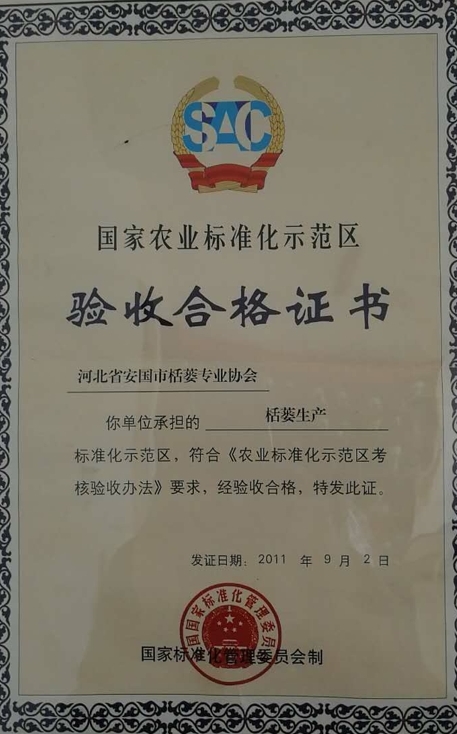 SAC
国家农业标准化示范区
验收合格证书
河北省安国市栝蒌专业协会
你单位承担的 栝蒌生产
标准化示范区，符合《农业标准化示范区考
核验收办法》要求，经验收合格，特发此证。
发证日期：2011 年 9 月 2 日
国国家标准化管理委员会
国家标准化管理委员会制